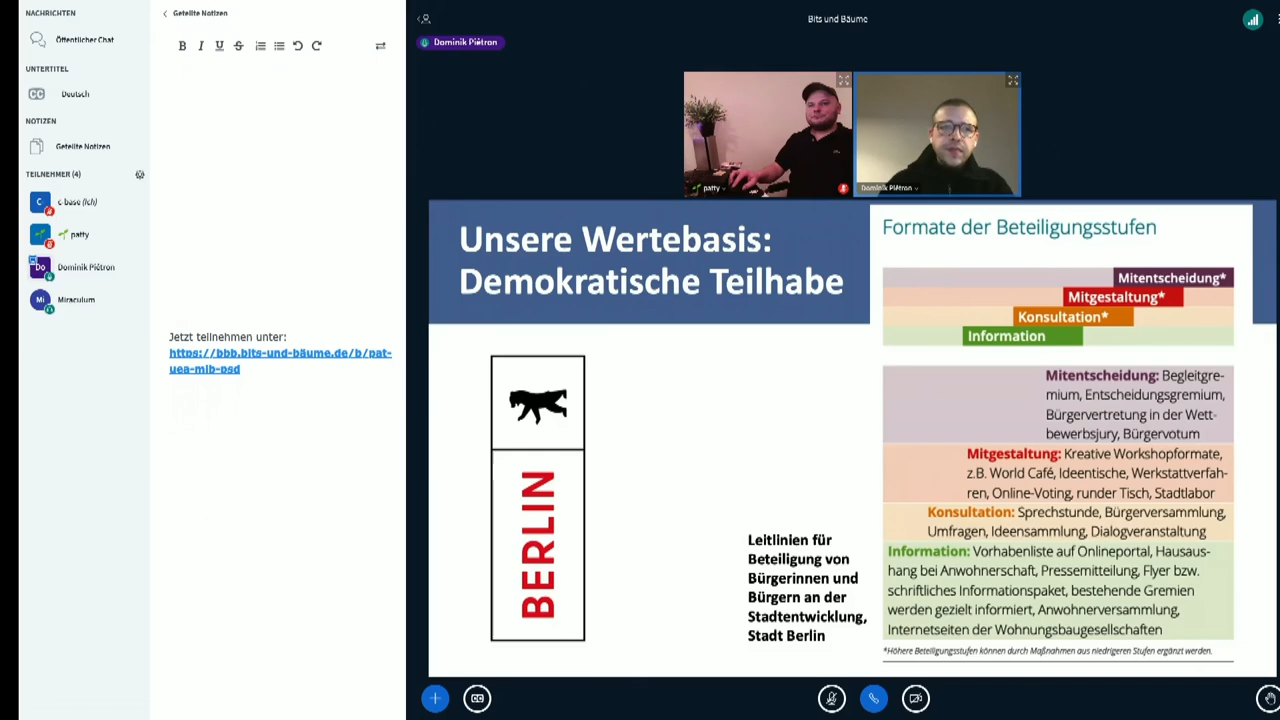 NACHRICHTEN
Öffentlicher Chat
UNTERTITEL
Deutsch
NOTIZEN
Geteilte Notizen
TEILNEHMER (4)
C
c-base (Ich)
patty
Do
Dominik Piétron
Mi
Miraculum
Geteilte Notizen
B I U S
Jetzt teilnehmen unter:
https://bbb.bits-und-bäume.de/b/pat-
uea-mlb-psd
Bits und Bäume
Dominik Piétron
patty
Dominik Piétron
Unsere Wertebasis:
Demokratische Teilhabe
BERLIN
Leitlinien für
Beteiligung von
Bürgerinnen und
Bürgern an der
Stadtentwicklung,
Stadt Berlin
Formate der Beteiligungsstufen
Mitentscheidung*
Mitgestaltung*
Konsultation*
Information
Mitentscheidung: Begleitgre-
mium, Entscheidungsgremium,
Bürgervertretung in der Wett-
bewerbsjury, Bürgervotum
Mitgestaltung: Kreative Workshopformate,
z.B. World Café, Ideentische, Werkstattverfah-
ren, Online-Voting, runder Tisch, Stadtlabor
Konsultation: Sprechstunde, Bürgerversammlung,
Umfragen, Ideensammlung, Dialogveranstaltung
Information: Vorhabenliste auf Onlineportal, Hausaus-
hang bei Anwohnerschaft, Pressemitteilung, Flyer bzw.
schriftliches Informationspaket, bestehende Gremien
werden gezielt informiert, Anwohnerversammlung,
Internetseiten der Wohnungsbaugesellschaften
*Höhere Beteiligungsstufen können durch Maßnahmen aus niedrigeren Stufen ergänzt werden.
CC